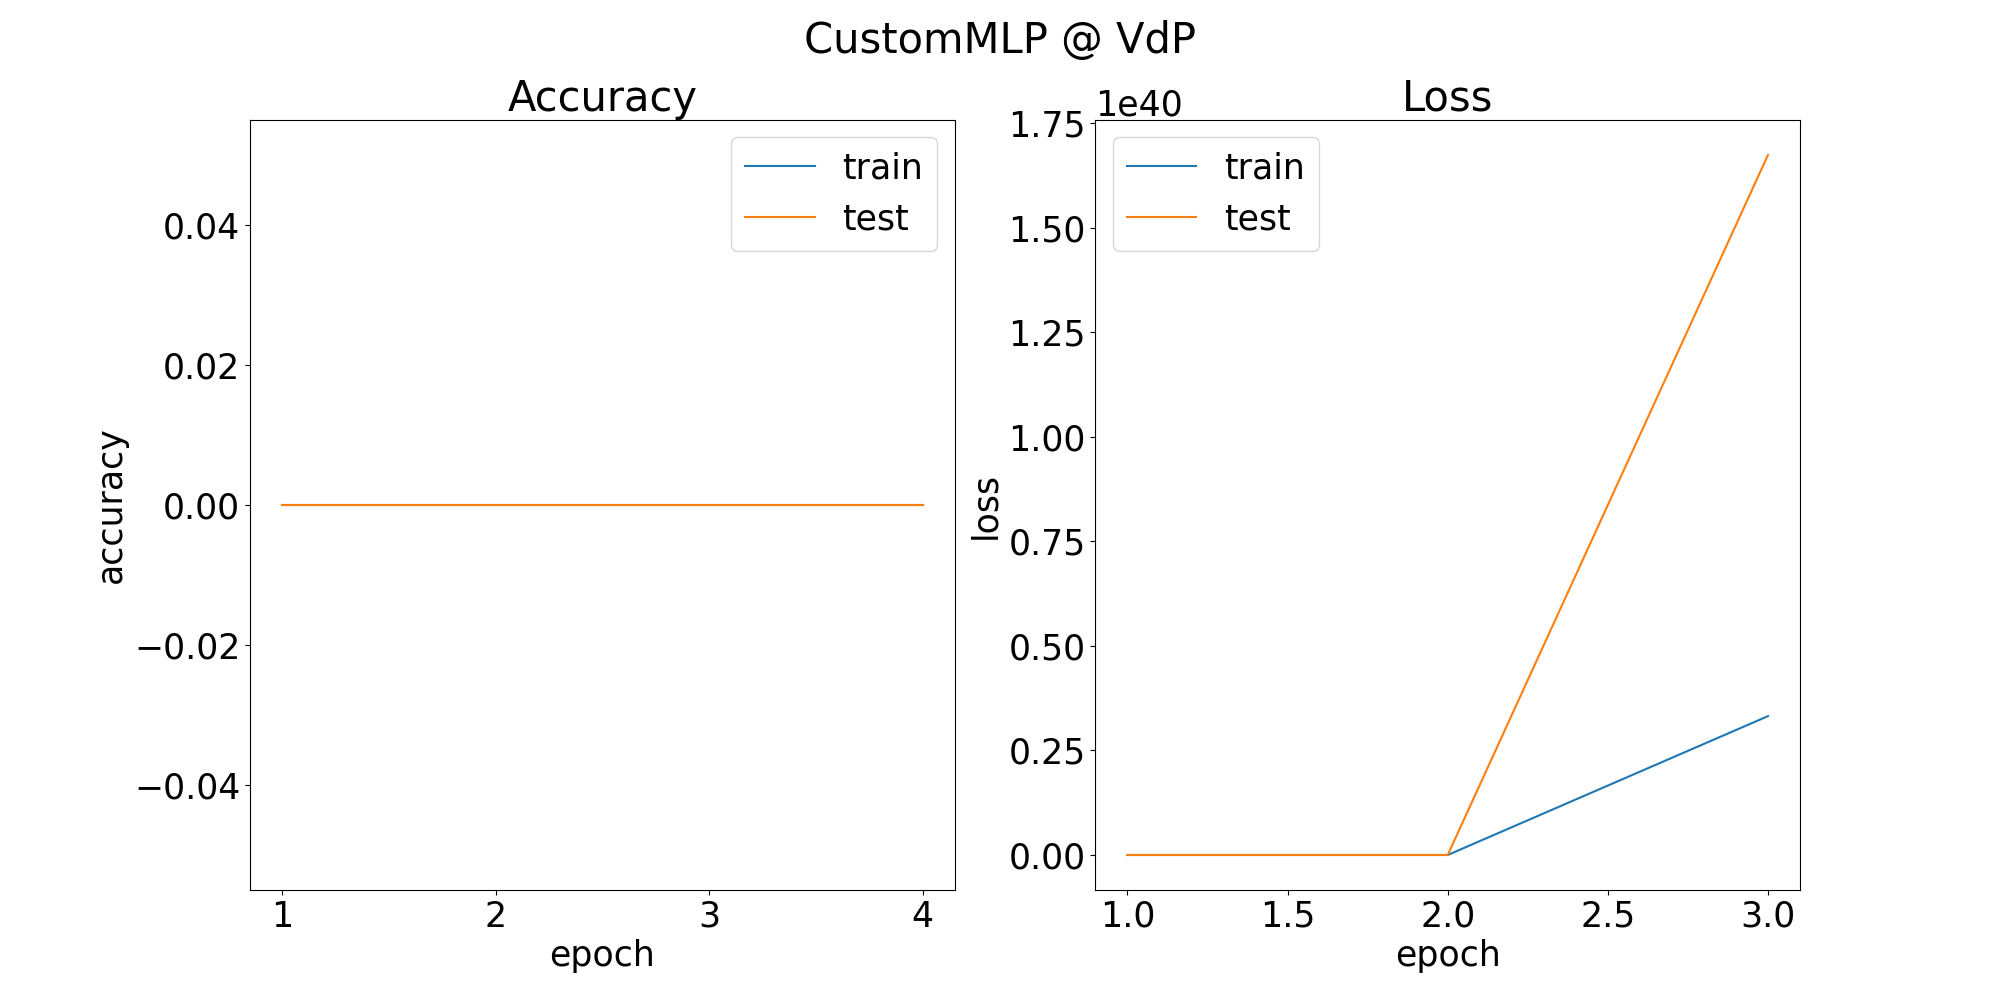 CustomMLP @ VdP
Accuracy
train
test
0.04
0.02
0.00
−0.02
−0.04
accuracy
1 2 3 4
epoch
Loss
1e40
train
test
1.75
1.50
1.25
1.00
0.75
0.50
0.25
0.00
loss
1.0 1.5 2.0 2.5 3.0
epoch